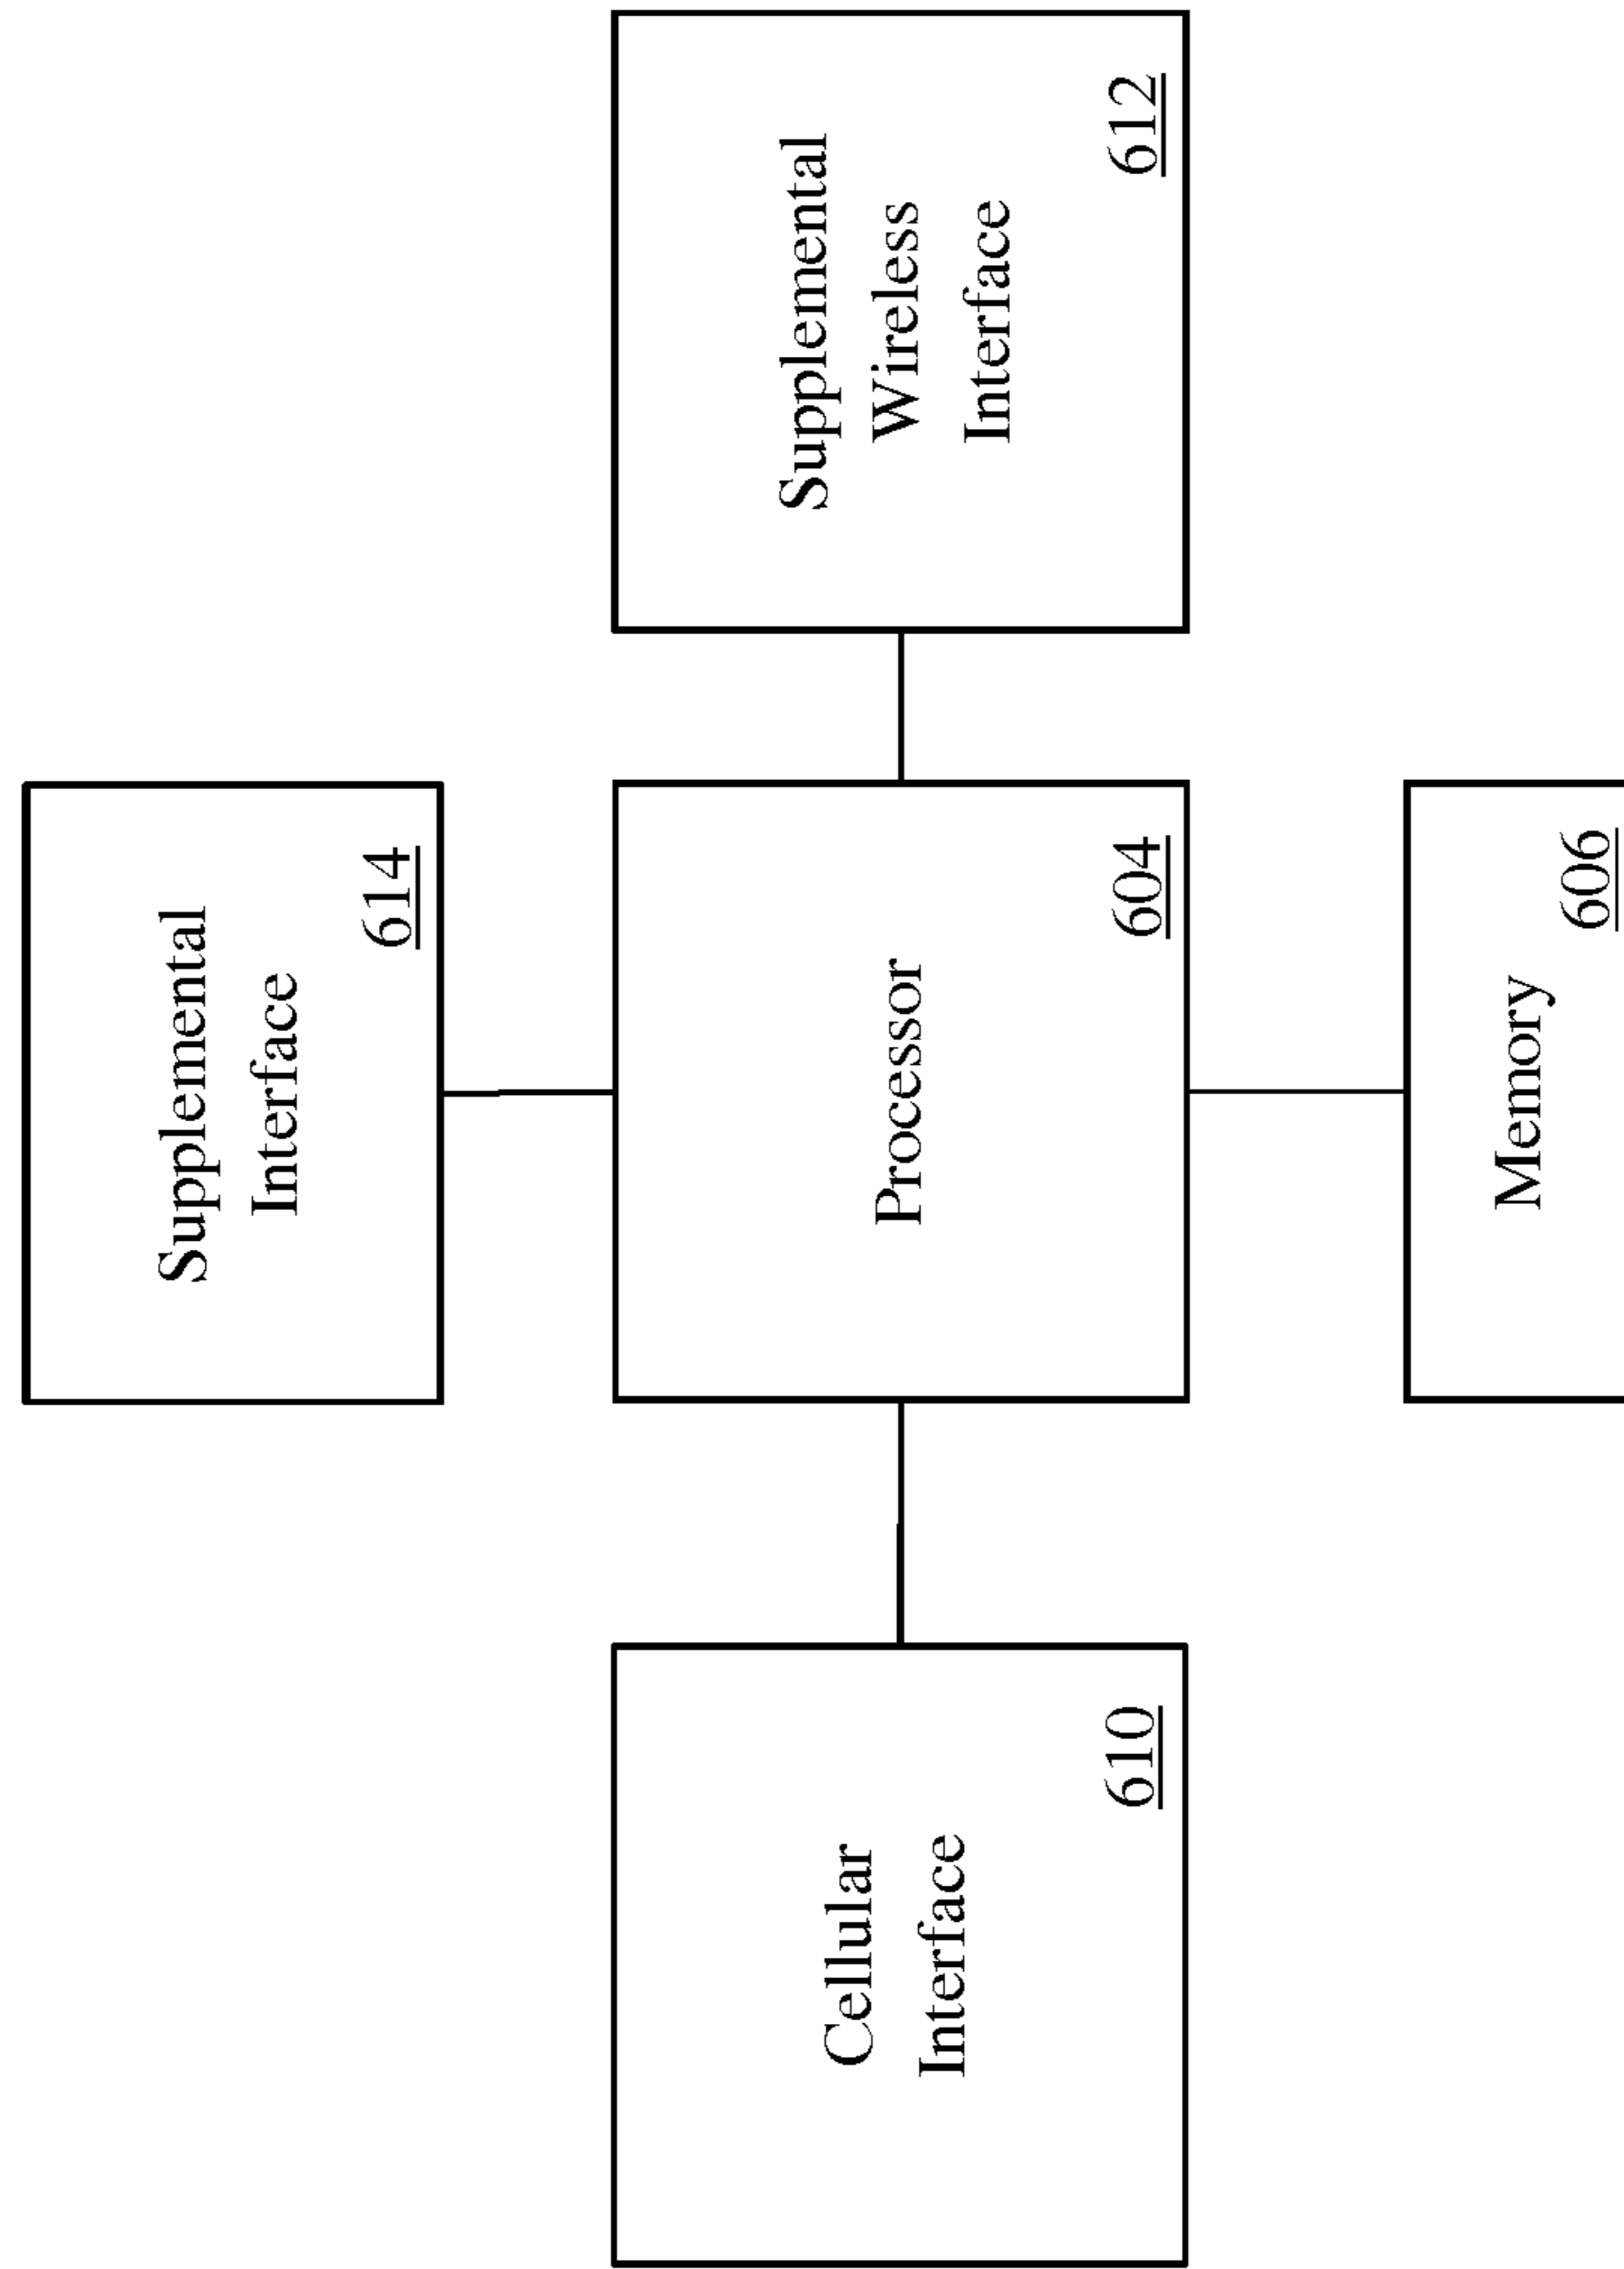 Supplemental
Interface
614
Cellular
Interface
610
Processor
604
Supplemental
Wireless
Interface
612
Memory
606